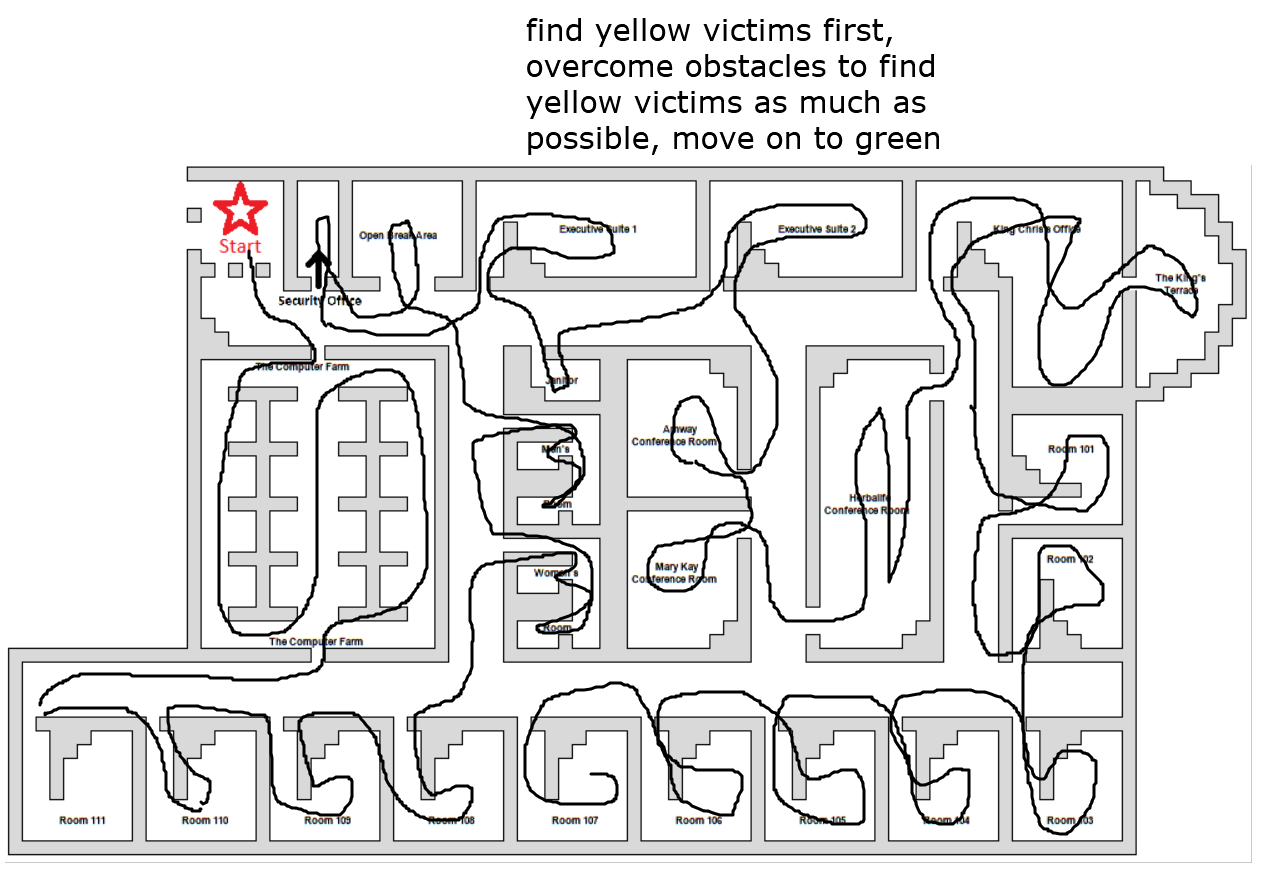 find yellow victims first,
overcome obstacles to find
yellow victims as much as
possible, move on to green
Start
Open Break Area
Executive Suite 1
Executive Suite 2
King Chris's Office
The King's
Terrace
Security Office
The Computer Farm
Janitor
Men's
Room
Amway
Conference Room
Room 101
Herbalife
Conference Room
Women's
Room
Mary Kay
Conference Room
Room 102
The Computer Farm
Room 111
Room 110
Room 109
Room 108
Room 107
Room 106
Room 105
Room 104
Room 103